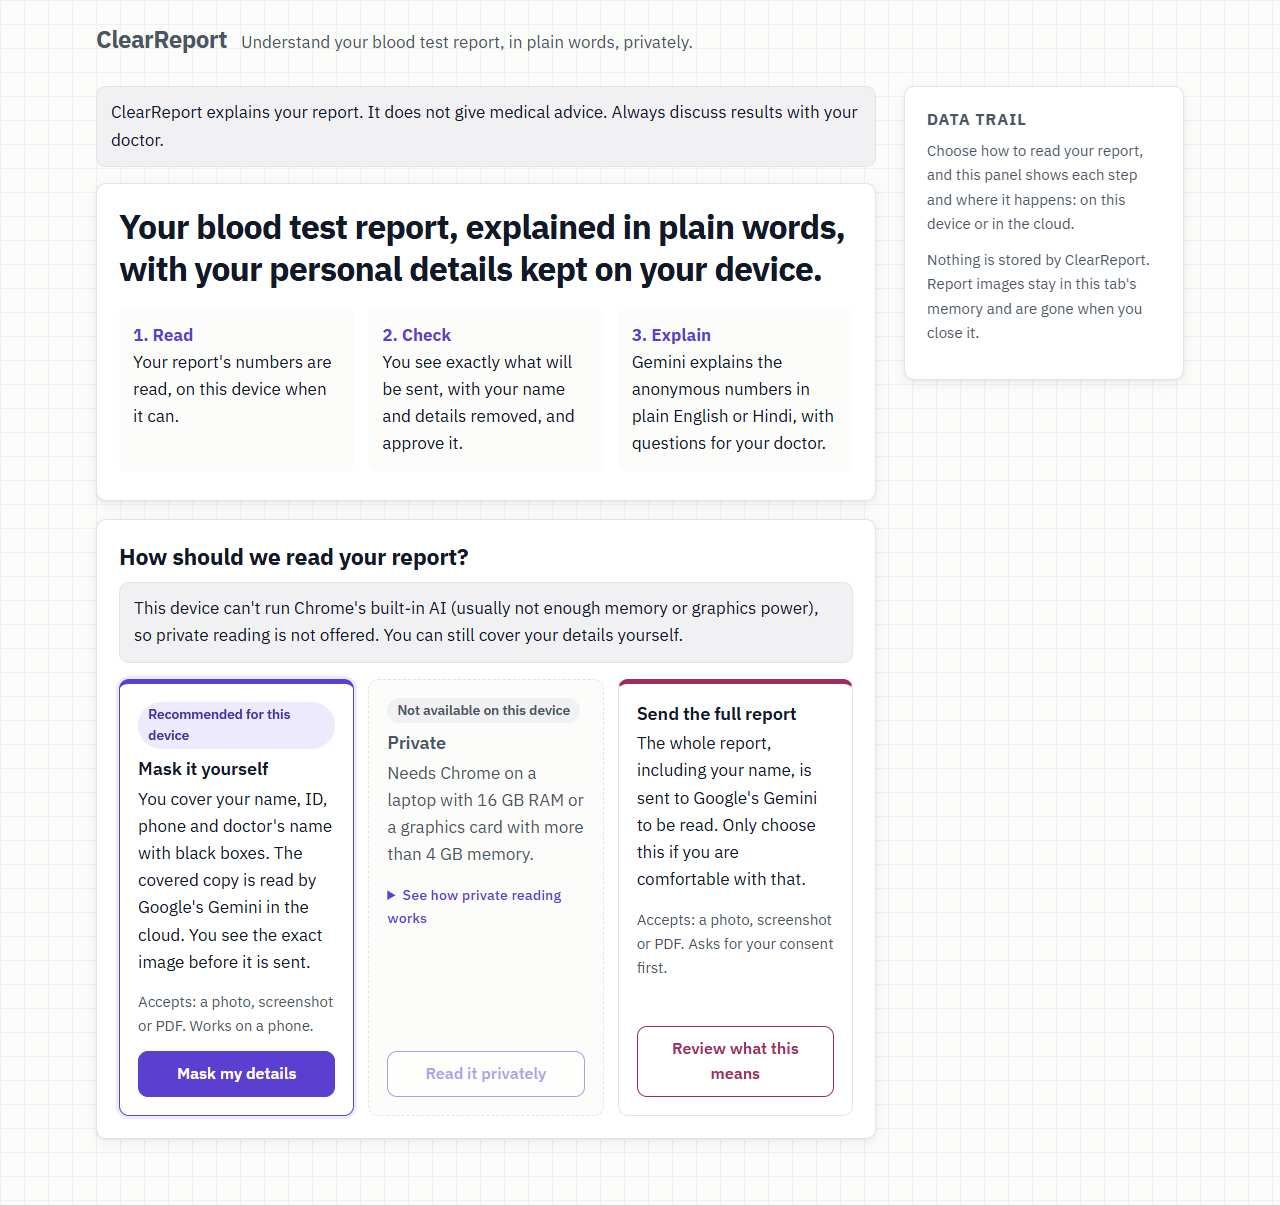 ClearReport Understand your blood test report, in plain words, privately.
ClearReport explains your report. It does not give medical advice. Always discuss results with your
doctor.
Your blood test report, explained in plain words,
with your personal details kept on your device.
1. Read
Your report's numbers are
read, on this device when
it can.
2. Check
You see exactly what will
be sent, with your name
and details removed, and
approve it.
3. Explain
Gemini explains the
anonymous numbers in
plain English or Hindi, with
questions for your doctor.
How should we read your report?
This device can't run Chrome's built-in AI (usually not enough memory or graphics power),
so private reading is not offered. You can still cover your details yourself.
Recommended for this
device
Mask it yourself
You cover your name, ID,
phone and doctor's name
with black boxes. The
covered copy is read by
Google's Gemini in the
cloud. You see the exact
image before it is sent.
Accepts: a photo, screenshot
or PDF. Works on a phone.
Mask my details
Not available on this device
Private
Needs Chrome on a
laptop with 16 GB RAM or
a graphics card with more
than 4 GB memory.
See how private reading
works
Read it privately
Send the full report
The whole report,
including your name, is
sent to Google's Gemini
to be read. Only choose
this if you are
comfortable with that.
Accepts: a photo, screenshot
or PDF. Asks for your consent
first.
Review what this
means
DATA TRAIL
Choose how to read your report,
and this panel shows each step
and where it happens: on this
device or in the cloud.
Nothing is stored by ClearReport.
Report images stay in this tab's
memory and are gone when you
close it.